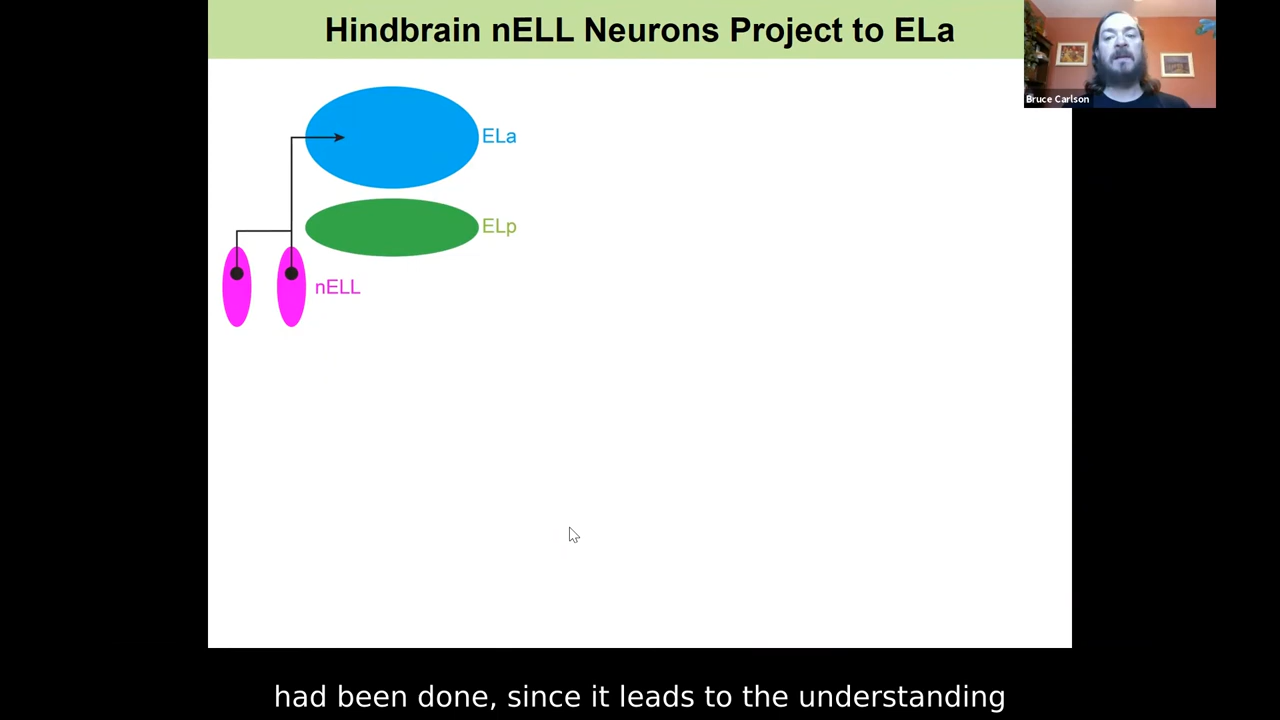 Hindbrain nELL Neurons Project to ELa
Bruce Carlson
ELa
ELp
nELL
had been done, since it leads to the understanding